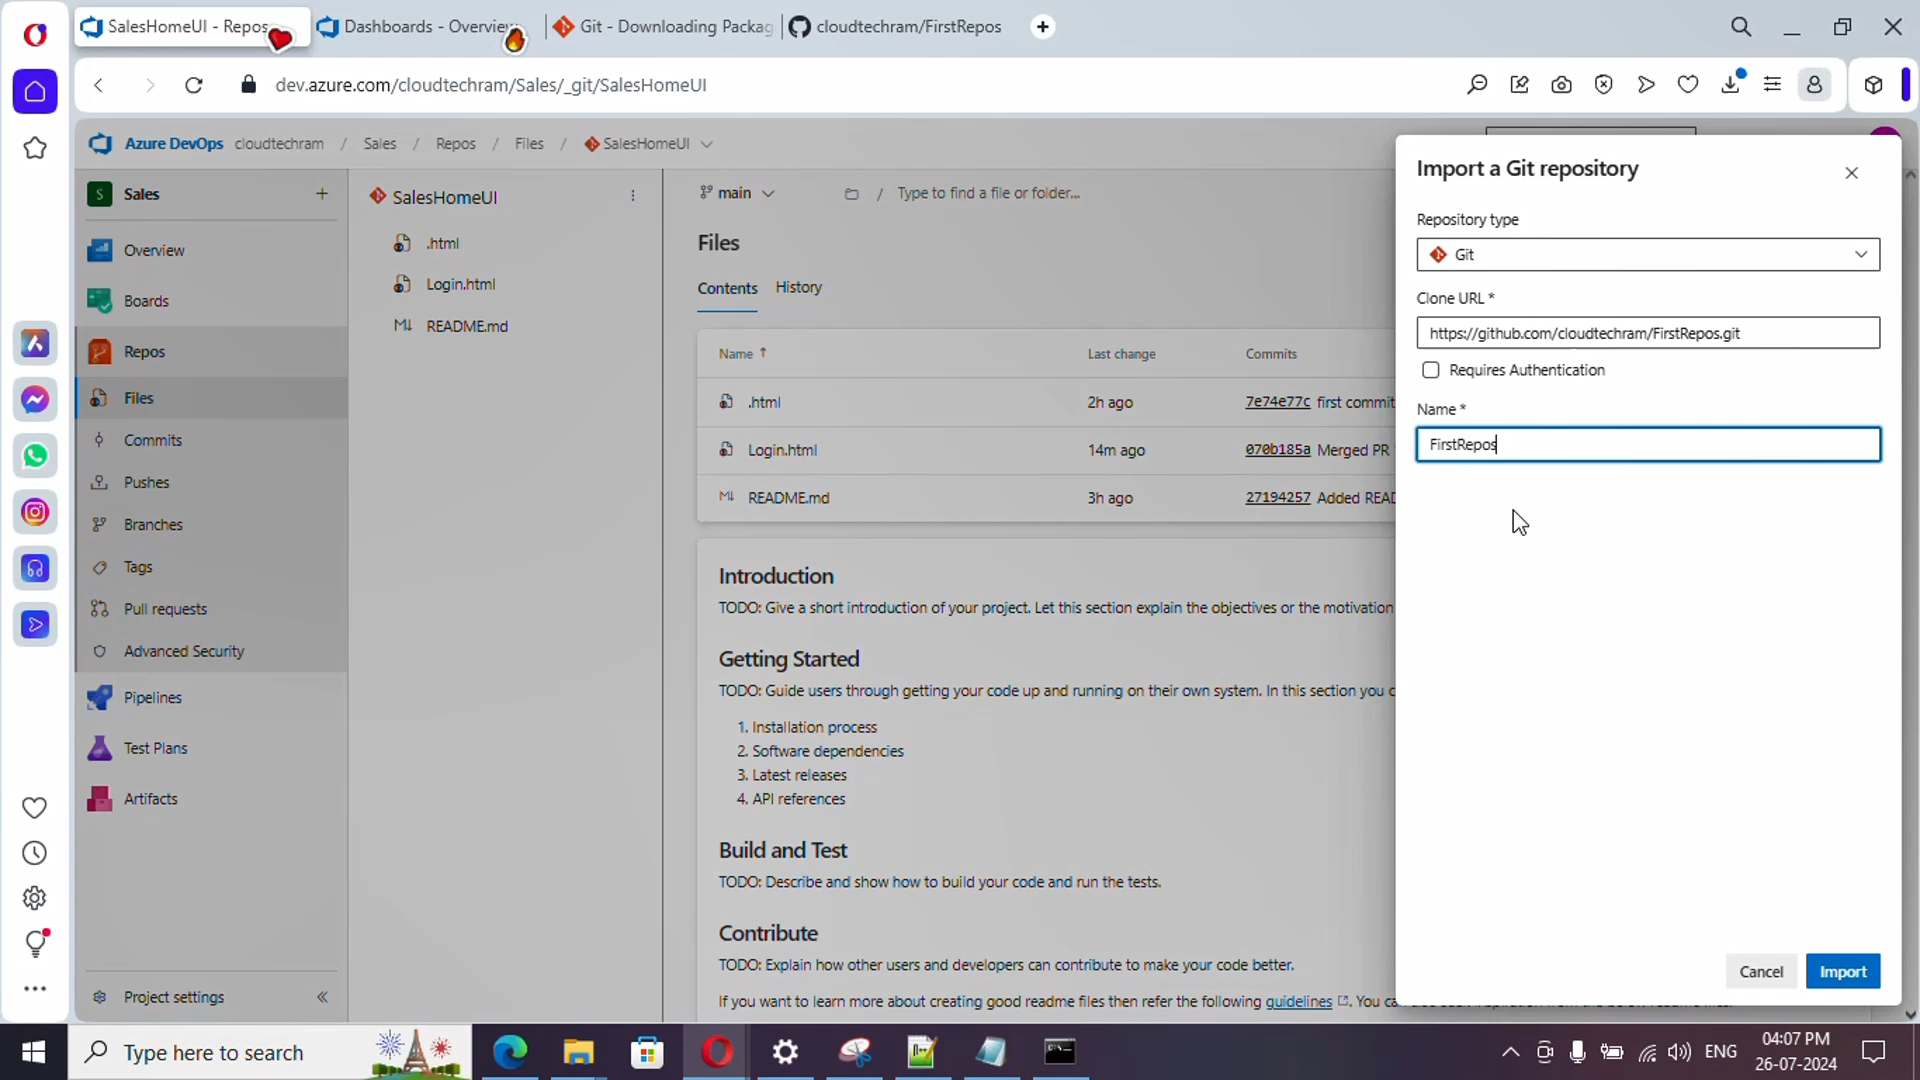 SalesHomeUI - Repos
Dashboards - Overview
Git - Downloading Packag
cloudtechram/FirstRepos
dev.azure.com/cloudtechram/Sales/_git/SalesHomeUI
Azure DevOps cloudtechram / Sales / Repos / Files / SalesHomeUI
S Sales
Overview
Boards
Repos
Files
Commits
Pushes
Branches
Tags
Pull requests
Advanced Security
Pipelines
Test Plans
Artifacts
Project settings
SalesHomeUI
.html
Login.html
README.md
main / Type to find a file or folder...
Files
Contents History
Name Last change Commits
.html 2h ago 7e74e77c first commit
Login.html 14m ago 070b185a Merged PR
README.md 3h ago 27194257 Added REA
Introduction
TODO: Give a short introduction of your project. Let this section explain the objectives or the motivation
Getting Started
TODO: Guide users through getting your code up and running on their own system. In this section you c
1. Installation process
2. Software dependencies
3. Latest releases
4. API references
Build and Test
TODO: Describe and show how to build your code and run the tests.
Contribute
TODO: Explain how other users and developers can contribute to make your code better.
If you want to learn more about creating good readme files then refer the following guidelines
Import a Git repository
Repository type
Git
Clone URL *
https://github.com/cloudtechram/FirstRepos.git
Requires Authentication
Name *
FirstRepos
Cancel Import
Type here to search
ENG
04:07 PM
26-07-2024